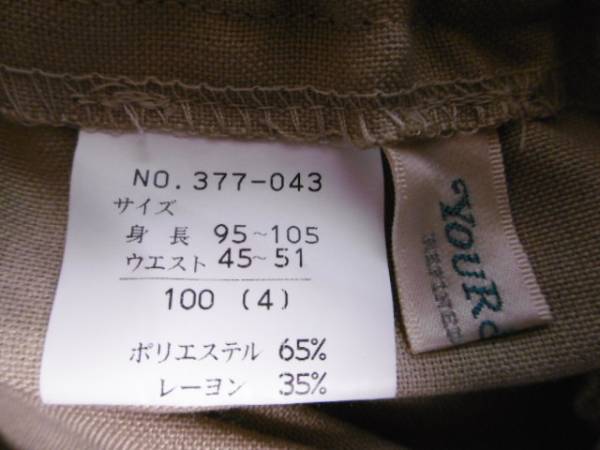 NO.377-043
サイズ
身長 95~105
ウエスト 45~51
100 (4)
ポリエステル 65%
レーヨン 35%
YOUR